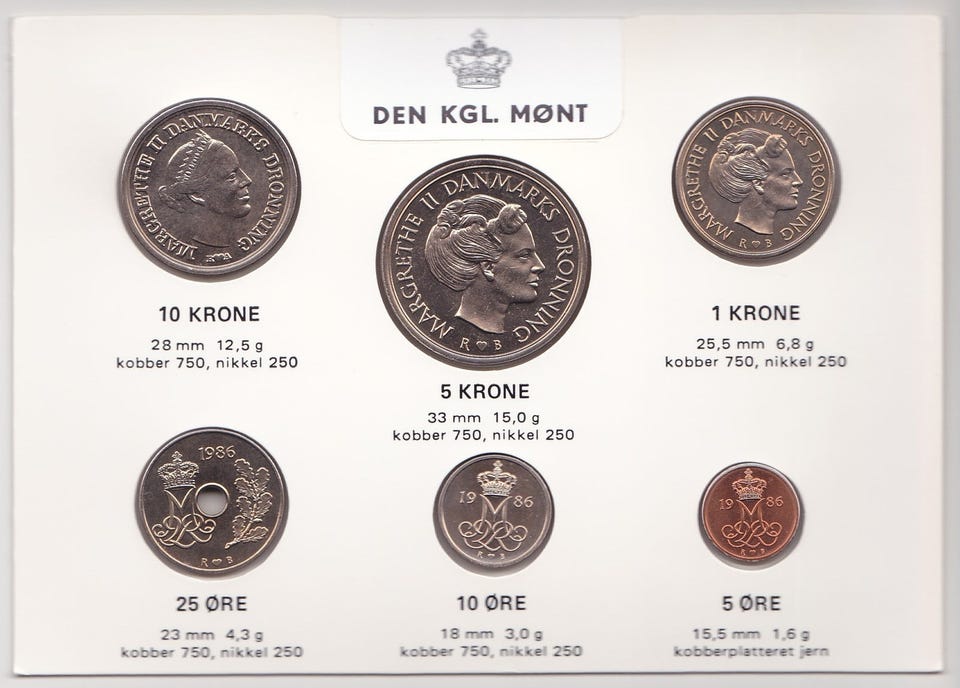 DEN KGL. MØNT
MARGRETHE II DANMARKS DRONNING
10 KRONE
28 mm 12,5 g
kobber 750, nikkel 250
MARGRETHE II DANMARKS DRONNING
R ♥ B
5 KRONE
33 mm 15,0 g
kobber 750, nikkel 250
MARGRETHE II DANMARKS DRONNING
R ♥ B
1 KRONE
25,5 mm 6,8 g
kobber 750, nikkel 250
1986
R ♥ B
25 ØRE
23 mm 4,3 g
kobber 750, nikkel 250
19 86
R ♥ B
10 ØRE
18 mm 3,0 g
kobber 750, nikkel 250
19 86
R ♥ B
5 ØRE
15,5 mm 1,6 g
kobberplatteret jern